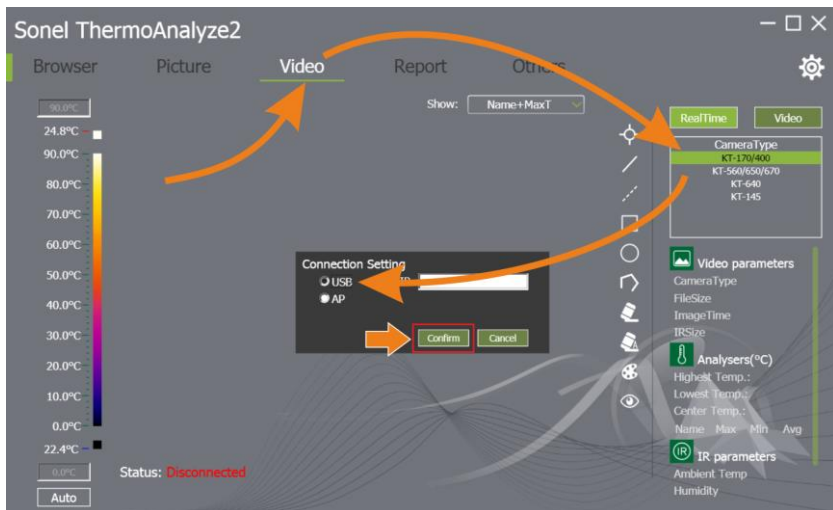 Sonel ThermoAnalyze2
Browser Picture Video Report Others
90.0°C
24.8°C
90.0°C
80.0°C
70.0°C
60.0°C
50.0°C
40.0°C
30.0°C
20.0°C
10.0°C
0.0°C
22.4°C
0.0°C
Auto
Status: Disconnected
Show: Name+MaxT
Connection Setting
USB
AP
Confirm Cancel
RealTime Video
CameraType
KT-170/400
KT-560/650/670
KT-640
KT-145
Video parameters
CameraType
FileSize
ImageTime
IRSize
Analysers(°C)
Highest Temp.:
Lowest Temp.:
Center Temp.:
Name Max Min Avg
IR IR parameters
Ambient Temp
Humidity